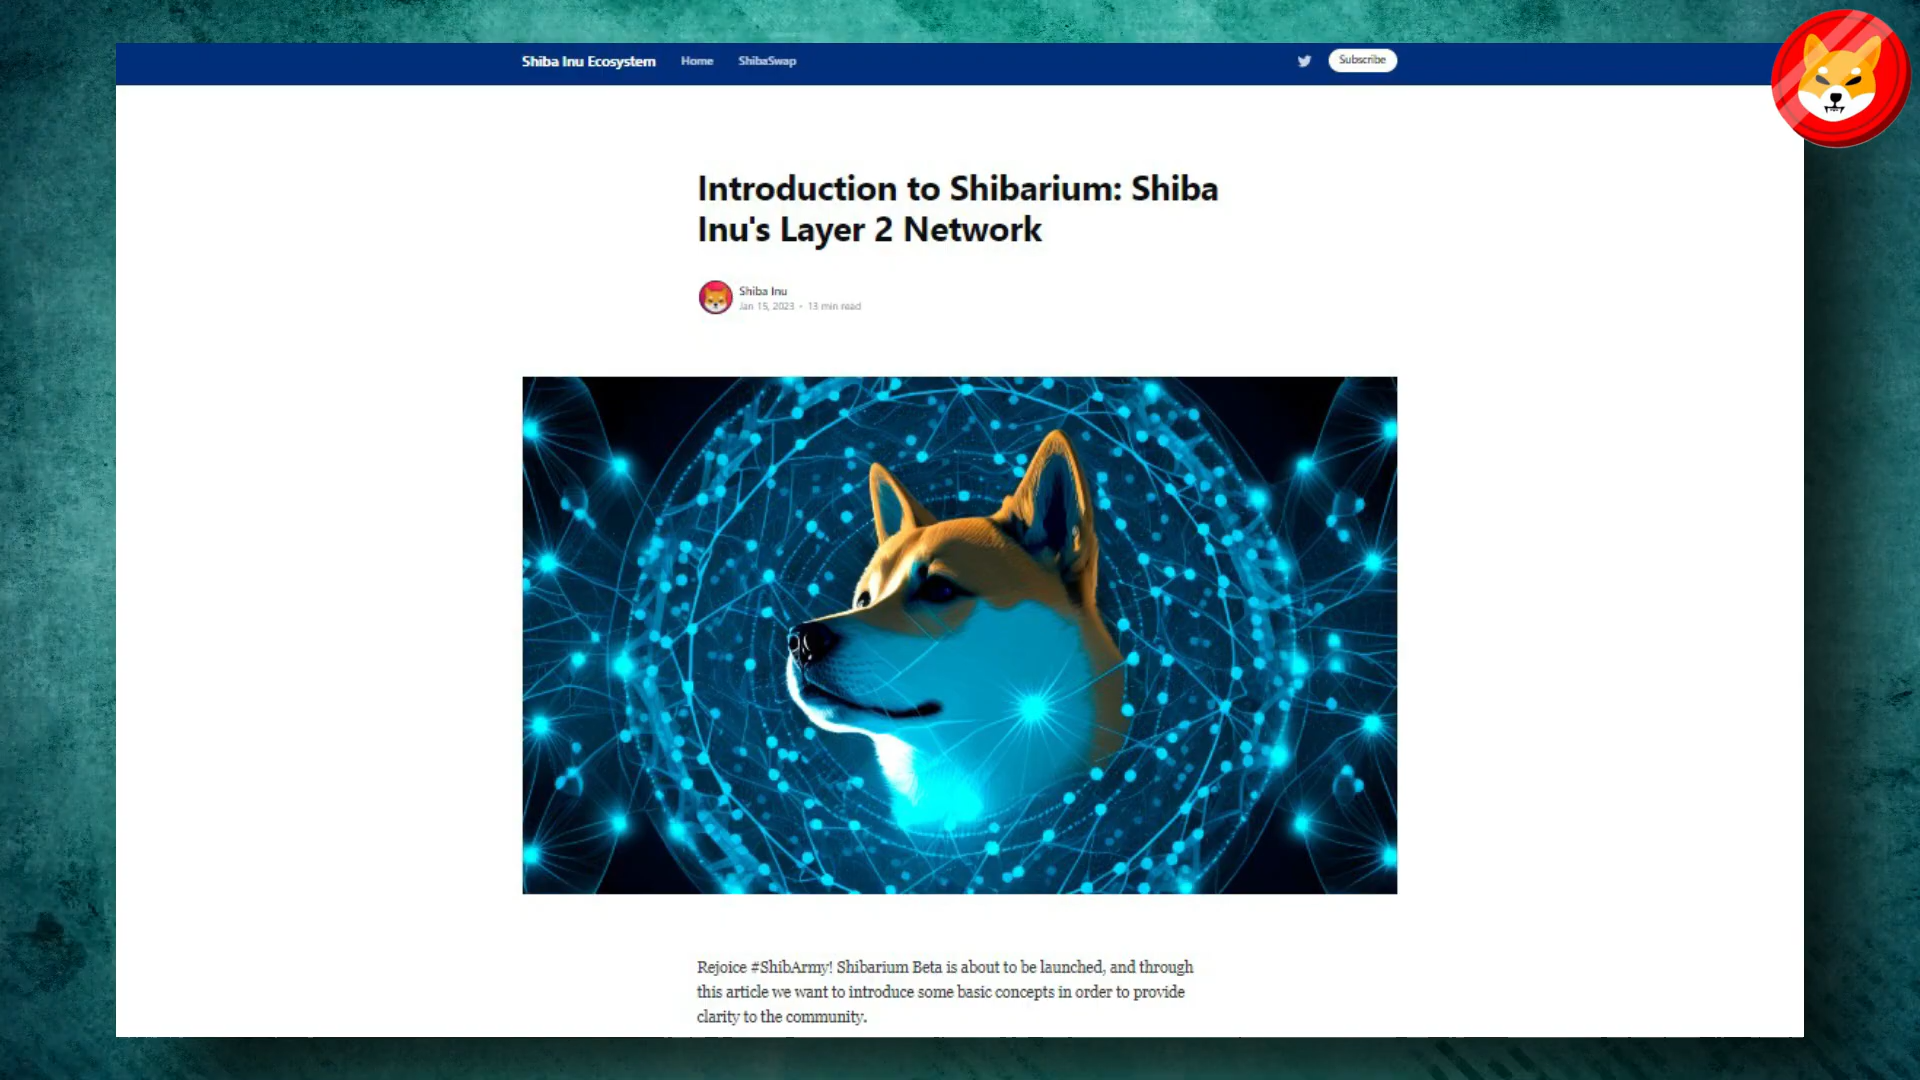 Shiba Inu Ecosystem Home ShibaSwap Subscribe
Introduction to Shibarium: Shiba
Inu's Layer 2 Network
Shiba Inu
Jan 15, 2023 • 13 min read
Rejoice #ShibArmy! Shibarium Beta is about to be launched, and through
this article we want to introduce some basic concepts in order to provide
clarity to the community.